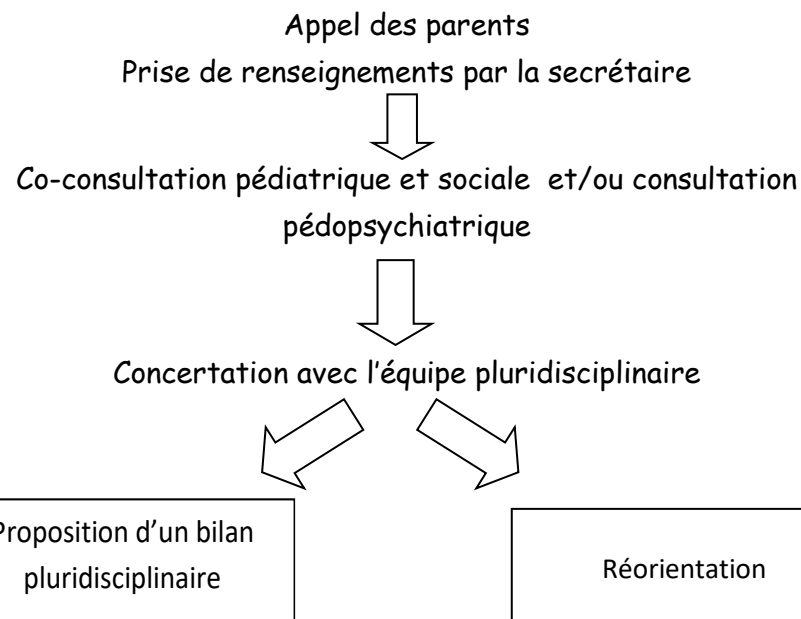 Appel des parents
Prise de renseignements par la secrétaire
Co-consultation pédiatrique et sociale et/ou consultation
pédopsychiatrique
Concertation avec l'équipe pluridisciplinaire
Proposition d'un bilan
pluridisciplinaire
Réorientation